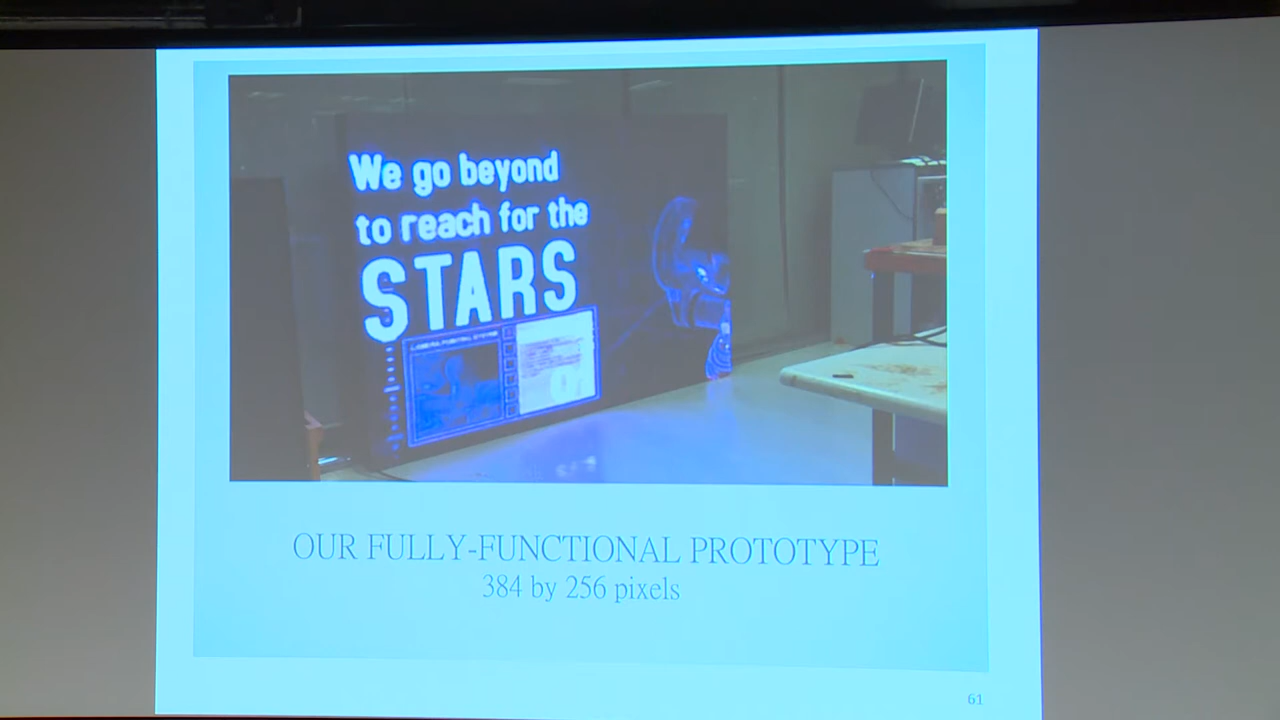 We go beyond
to reach for the
STARS
OUR FULLY-FUNCTIONAL PROTOTYPE
384 by 256 pixels
61